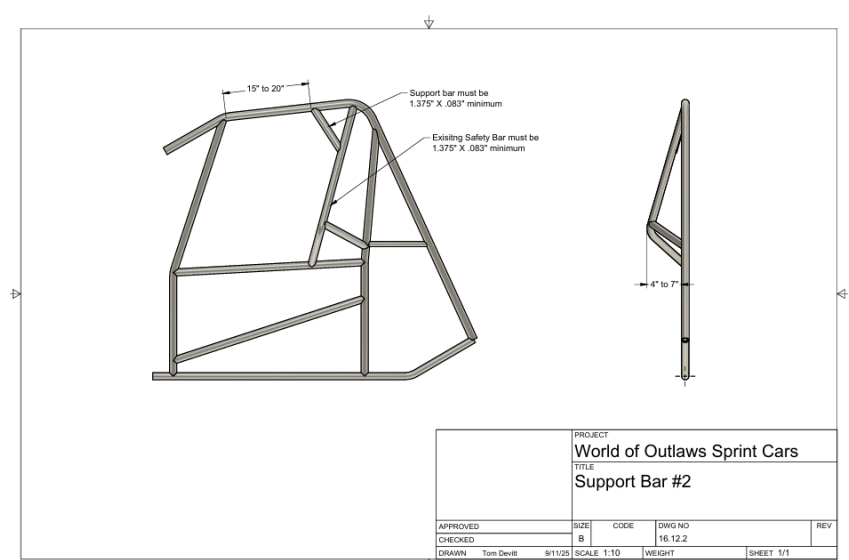 15" to 20"
Support bar must be
1.375" X .083" minimum
Exisitng Safety Bar must be
1.375" X .083" minimum
4" to 7"
PROJECT
World of Outlaws Sprint Cars
TITLE
Support Bar #2
APPROVED
CHECKED
DRAWN Tom Devitt 9/11/25
SIZE
B
CODE
DWG NO
16.12.2
REV
SCALE 1:10
WEIGHT
SHEET 1/1